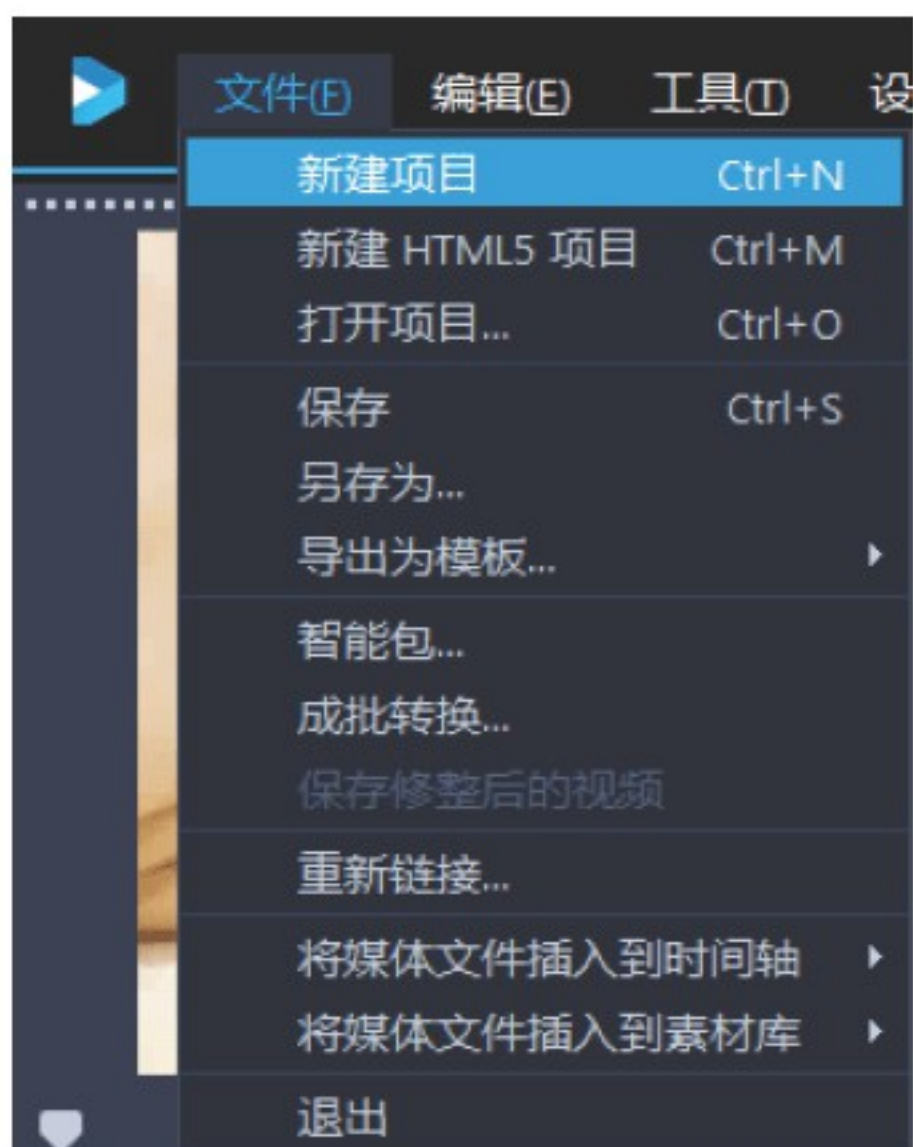 文件(F) 编辑(E) 工具(T) 设
新建项目 Ctrl+N
新建 HTML5 项目 Ctrl+M
打开项目... Ctrl+O
保存 Ctrl+S
另存为...
导出为模板...
智能包...
成批转换...
保存修整后的视频
重新链接...
将媒体文件插入到时间轴
将媒体文件插入到素材库
退出